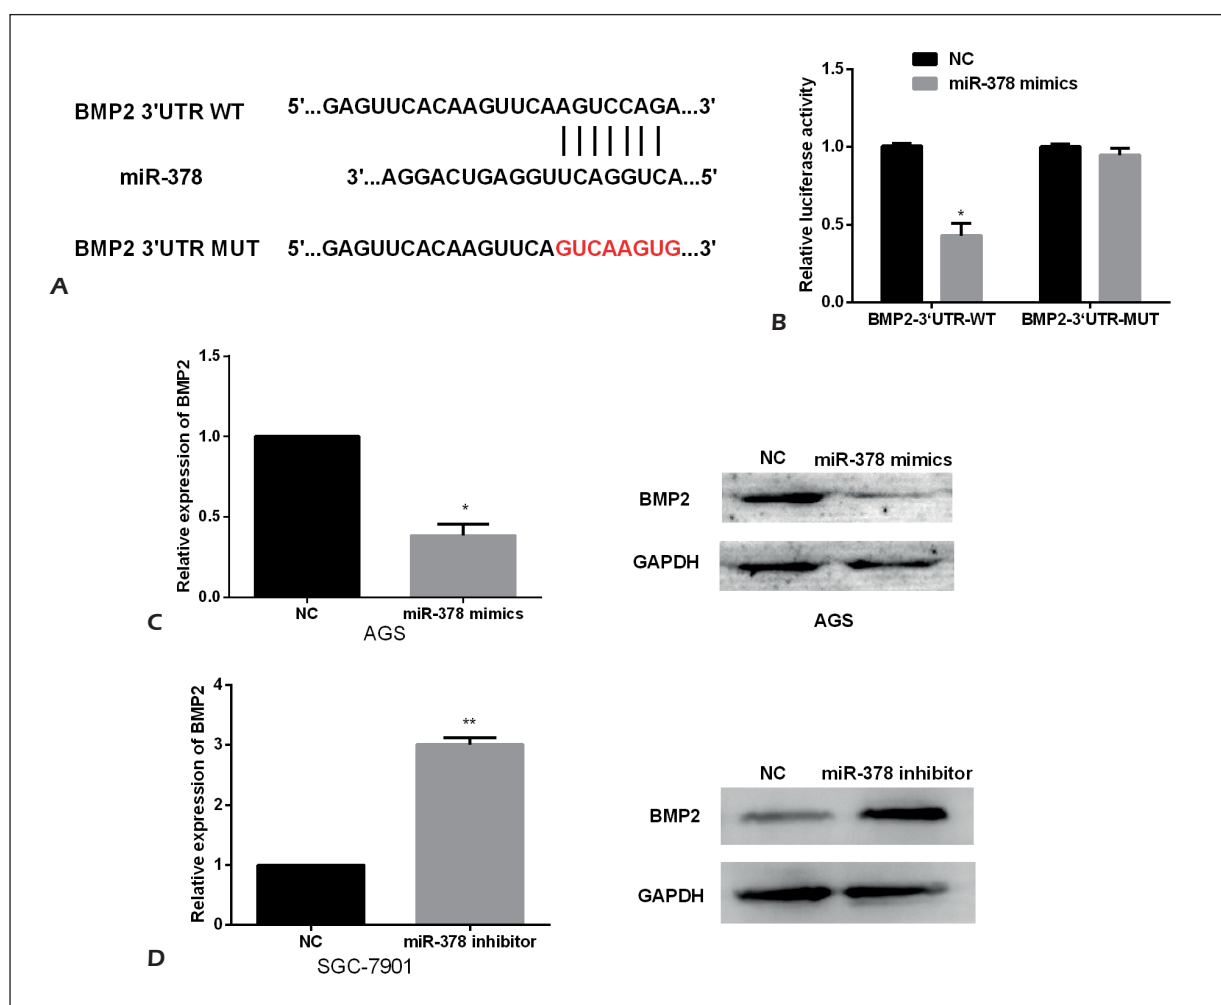 BMP2 3'UTR WT 5'...GAGUUCACAAGUUCAAGUCCAGA...3'
miR-378 3'...AGGACUGAGGUUCAGGUCA...5'
BMP2 3'UTR MUT 5'...GAGUUCACAAGUUCAGUCAAGUG...3'
A
NC
miR-378 mimics
Relative luciferase activity
1.5
1.0
0.5
0.0
*
BMP2-3‘UTR-WT BMP2-3‘UTR-MUT
B
Relative expression of BMP2
1.5
1.0
0.5
0.0
*
NC miR-378 mimics
AGS
C
NC miR-378 mimics
BMP2
GAPDH
AGS
Relative expression of BMP2
4
3
2
1
0
**
NC miR-378 inhibitor
SGC-7901
D
NC miR-378 inhibitor
BMP2
GAPDH